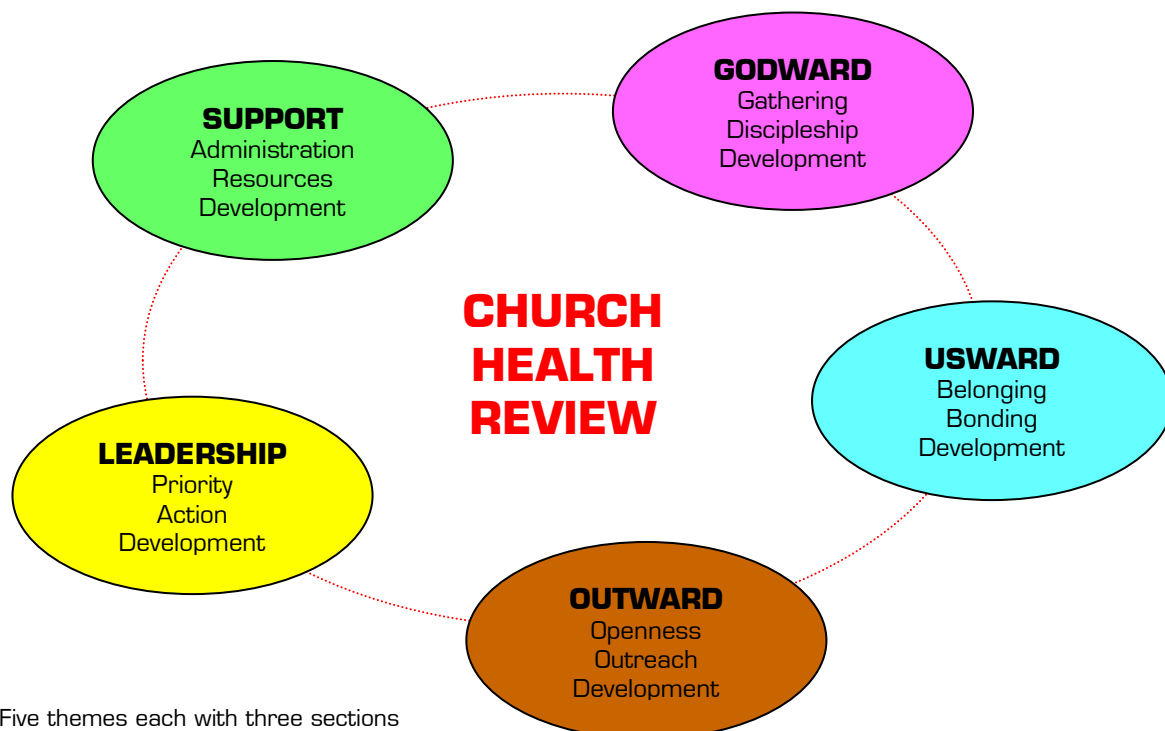 GODWARD
Gathering
Discipleship
Development
SUPPORT
Administration
Resources
Development
CHURCH
HEALTH
REVIEW
USWARD
Belonging
Bonding
Development
LEADERSHIP
Priority
Action
Development
OUTWARD
Openness
Outreach
Development
Five themes each with three sections